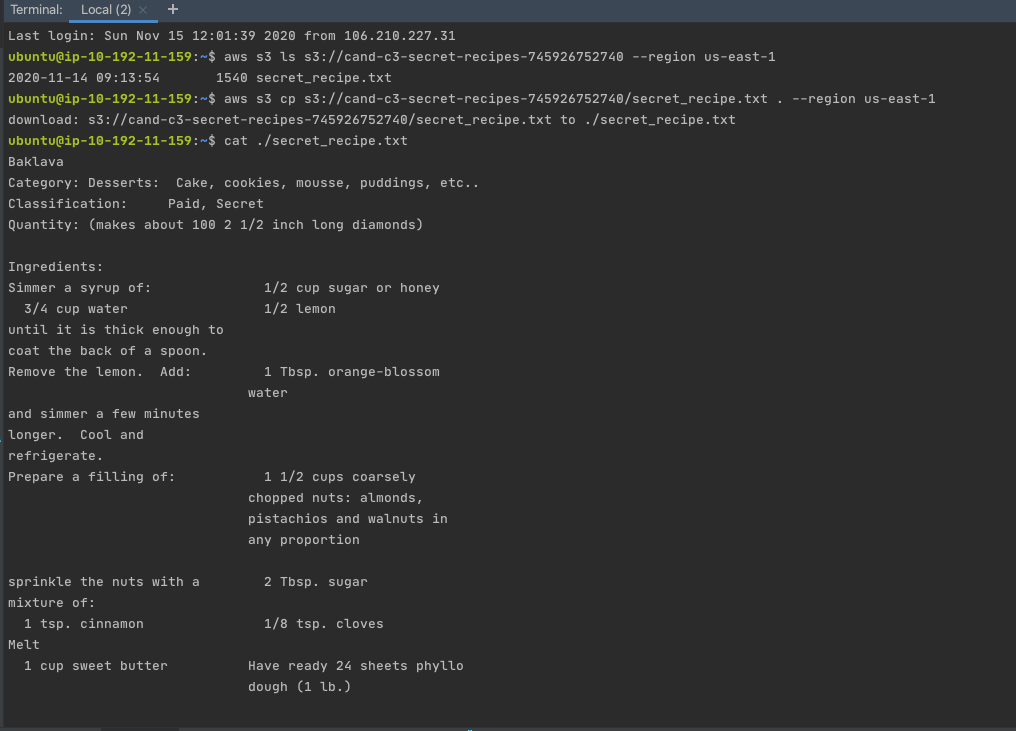 Terminal: Local (2) × +
Last login: Sun Nov 15 12:01:39 2020 from 106.210.227.31
ubuntu@ip-10-192-11-159:~$ aws s3 ls s3://cand-c3-secret-recipes-745926752740 --region us-east-1
2020-11-14 09:13:54       1540 secret_recipe.txt
ubuntu@ip-10-192-11-159:~$ aws s3 cp s3://cand-c3-secret-recipes-745926752740/secret_recipe.txt . --region us-east-1
download: s3://cand-c3-secret-recipes-745926752740/secret_recipe.txt to ./secret_recipe.txt
ubuntu@ip-10-192-11-159:~$ cat ./secret_recipe.txt
Baklava
Category: Desserts:  Cake, cookies, mousse, puddings, etc..
Classification:     Paid, Secret
Quantity: (makes about 100 2 1/2 inch long diamonds)

Ingredients:
Simmer a syrup of:              1/2 cup sugar or honey
  3/4 cup water                 1/2 lemon
until it is thick enough to
coat the back of a spoon.
Remove the lemon.  Add:         1 Tbsp. orange-blossom
                              water
and simmer a few minutes
longer.  Cool and
refrigerate.
Prepare a filling of:           1 1/2 cups coarsely
                              chopped nuts: almonds,
                              pistachios and walnuts in
                              any proportion

sprinkle the nuts with a        2 Tbsp. sugar
mixture of:
  1 tsp. cinnamon               1/8 tsp. cloves
Melt
  1 cup sweet butter          Have ready 24 sheets phyllo
                              dough (1 lb.)